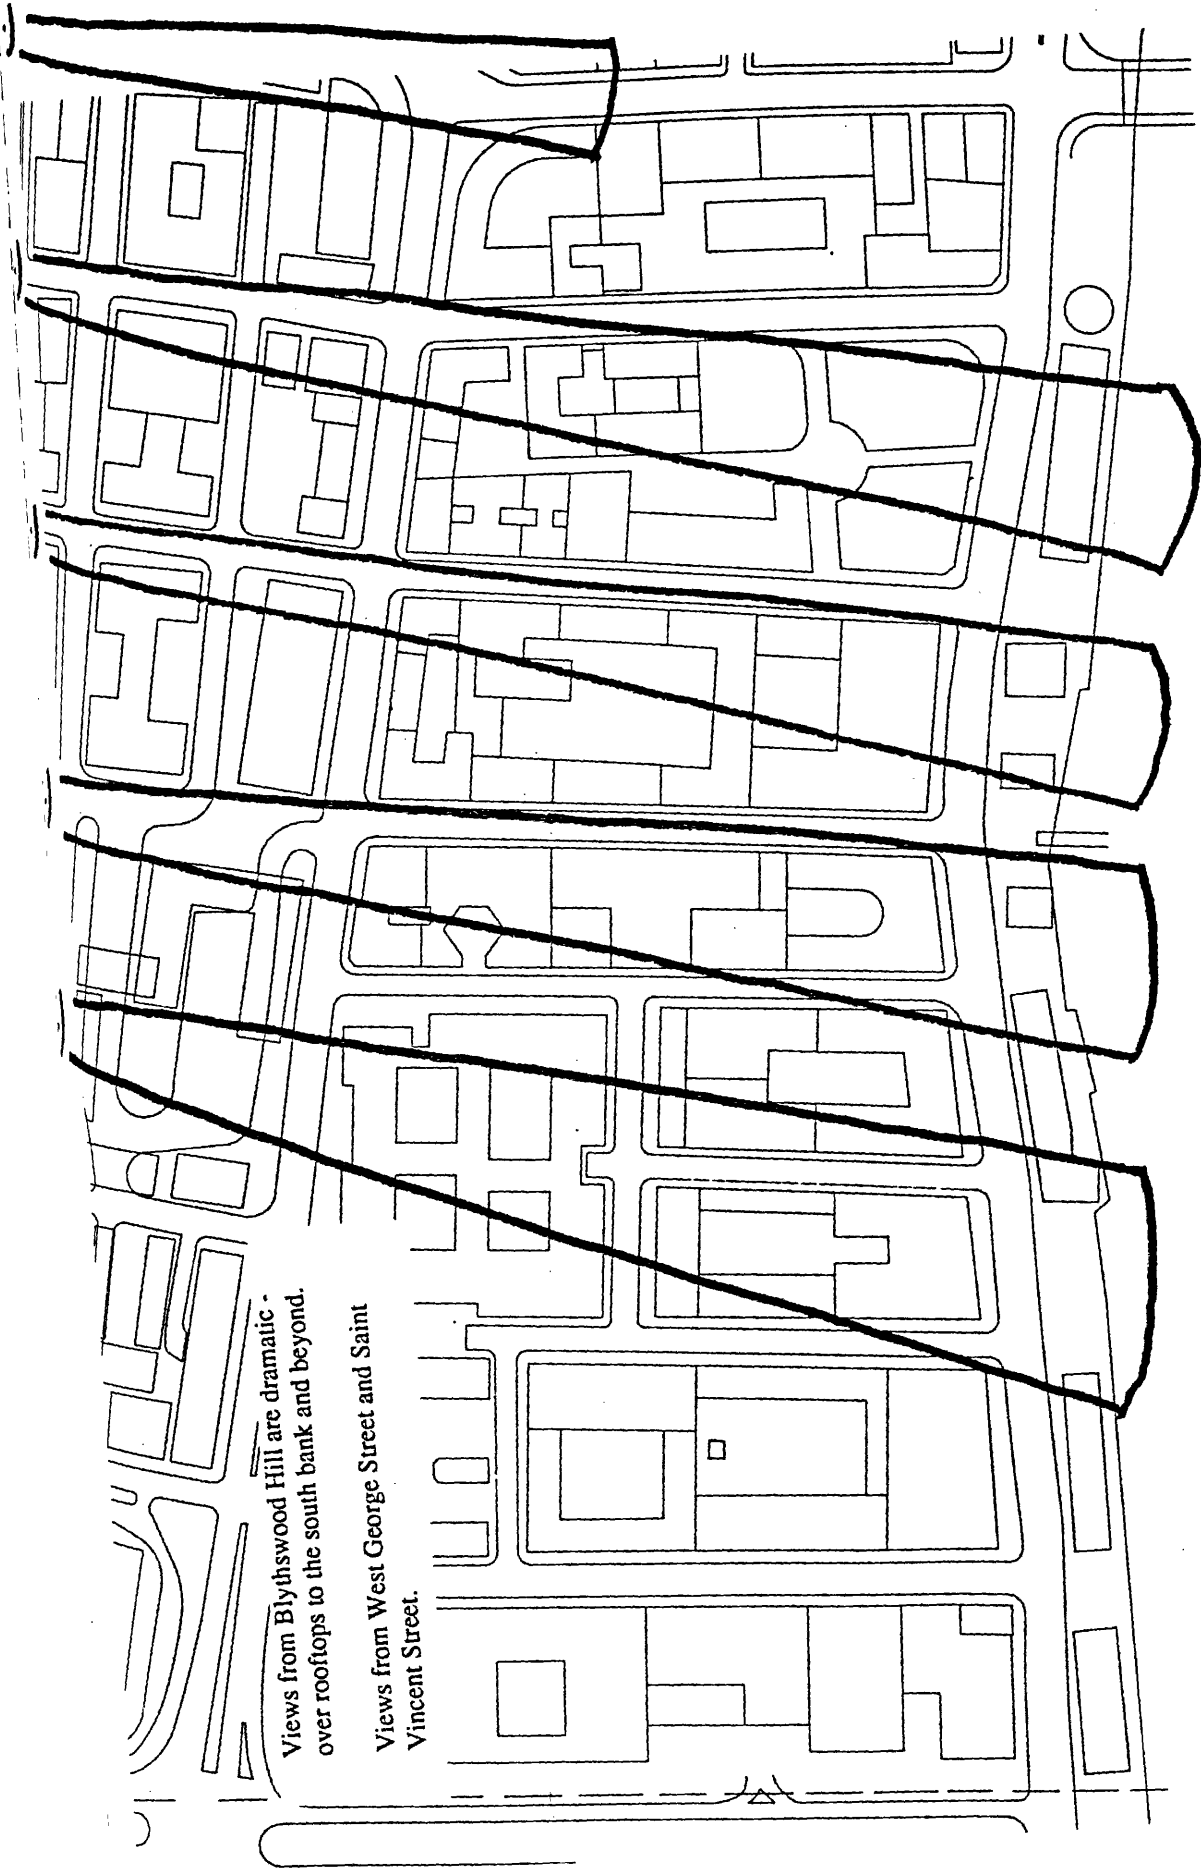 Views from Blythswood Hill are dramatic -
over rooftops to the south bank and beyond.
Views from West George Street and Saint
Vincent Street.